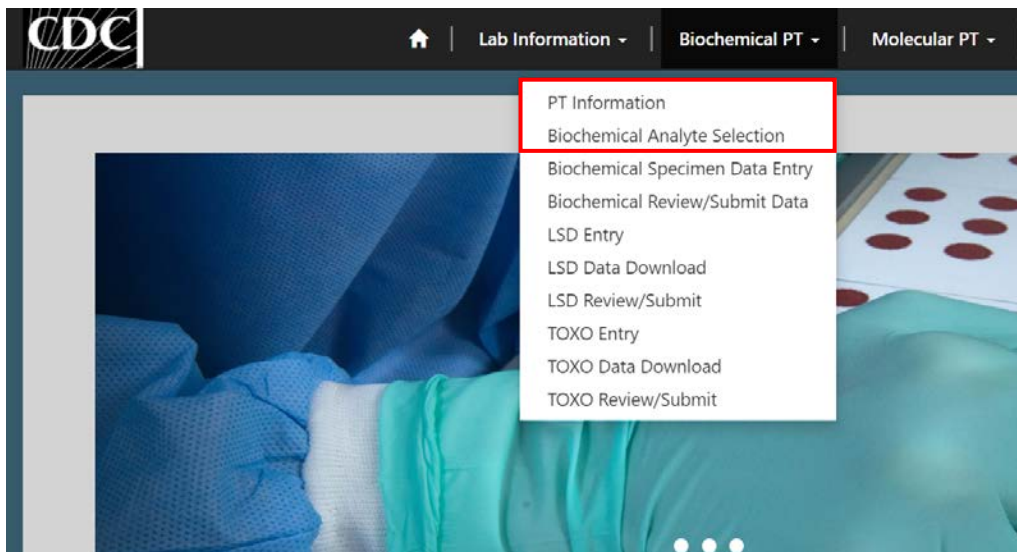 CDC
Lab Information
Biochemical PT
Molecular PT
PT Information
Biochemical Analyte Selection
Biochemical Specimen Data Entry
Biochemical Review/Submit Data
LSD Entry
LSD Data Download
LSD Review/Submit
TOXO Entry
TOXO Data Download
TOXO Review/Submit